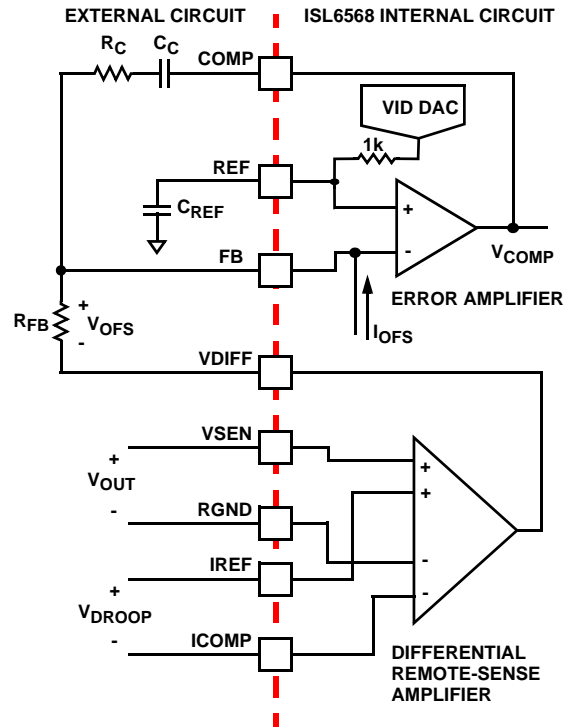 EXTERNAL CIRCUIT
ISL6568 INTERNAL CIRCUIT
RC
CC
COMP
VID DAC
1k
REF
CREF
+
-
VCOMP
FB
ERROR AMPLIFIER
IOFS
RFB
+
VOFS
-
VDIFF
VSEN
+
VOUT
-
RGND
IREF
+
VDROOP
-
ICOMP
+
+
-
-
DIFFERENTIAL
REMOTE-SENSE
AMPLIFIER